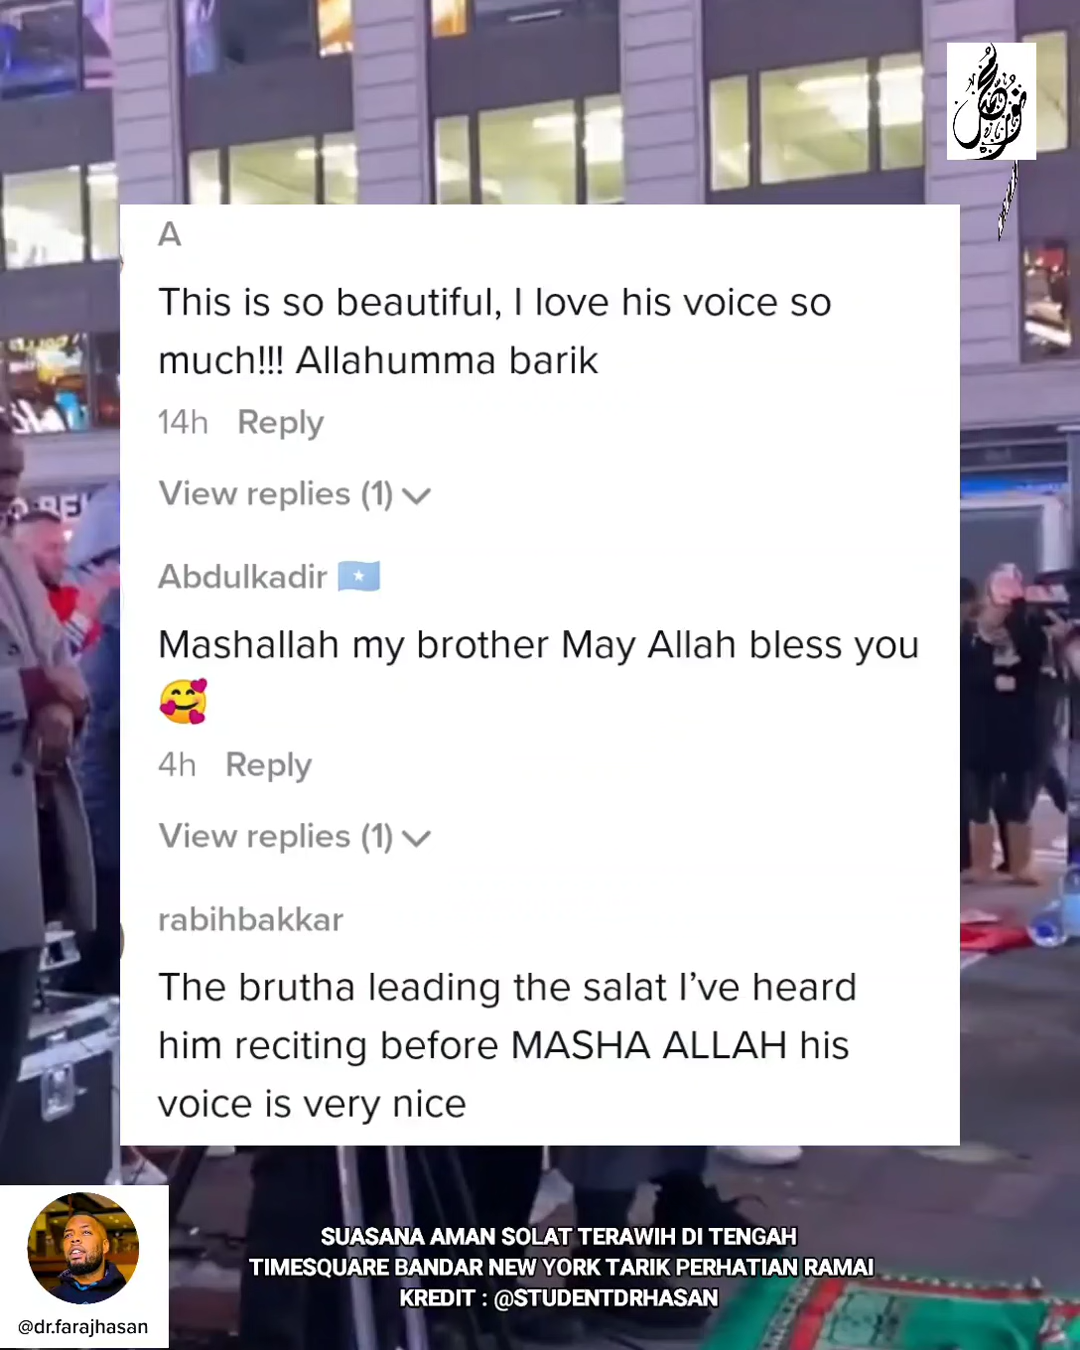 A
This is so beautiful, I love his voice so
much!!! Allahumma barik
14h Reply
View replies (1)
Abdulkadir
Mashallah my brother May Allah bless you
🥰
4h Reply
View replies (1)
rabihbakkar
The brutha leading the salat I’ve heard
him reciting before MASHA ALLAH his
voice is very nice
SUASANA AMAN SOLAT TERAWIH DI TENGAH
TIMESQUARE BANDAR NEW YORK TARIK PERHATIAN RAMAI
KREDIT : @STUDENTDRHASAN
@dr.farajhasan